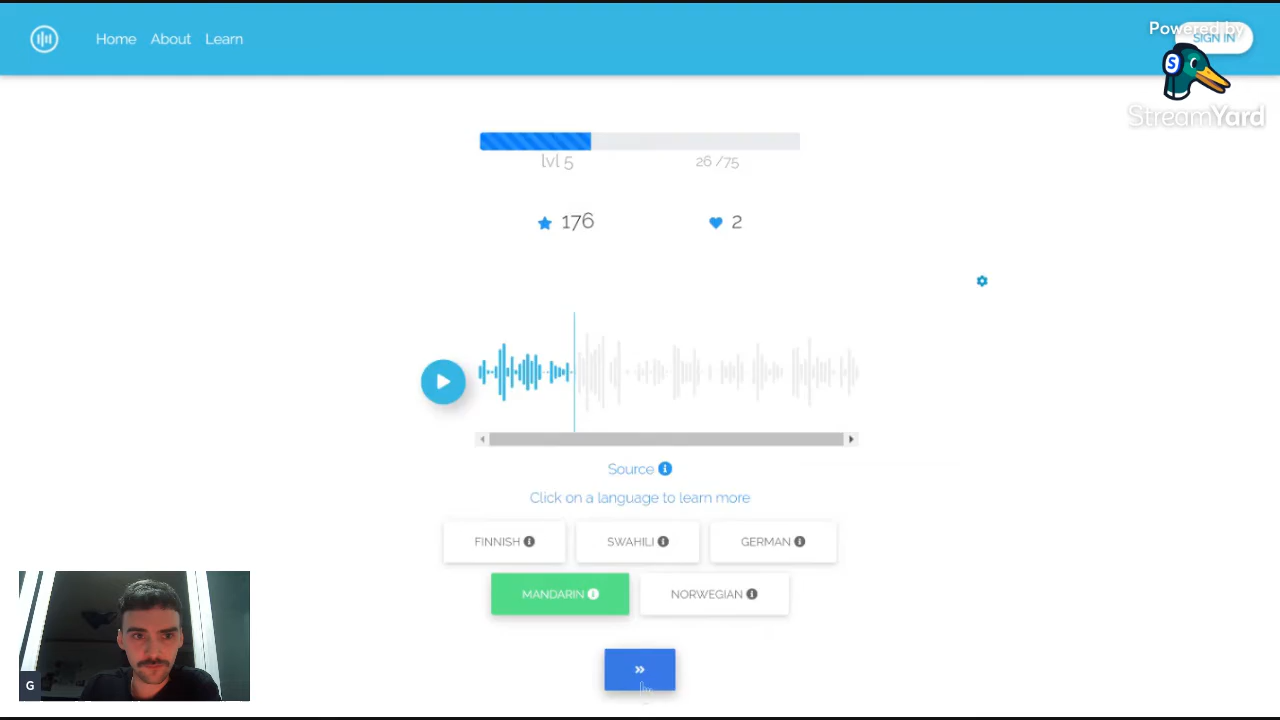 Home About Learn
SIGN IN
Powered by
StreamYard
lvl 5 26 /75
176 2
Source
Click on a language to learn more
FINNISH SWAHILI GERMAN
MANDARIN NORWEGIAN
»
G